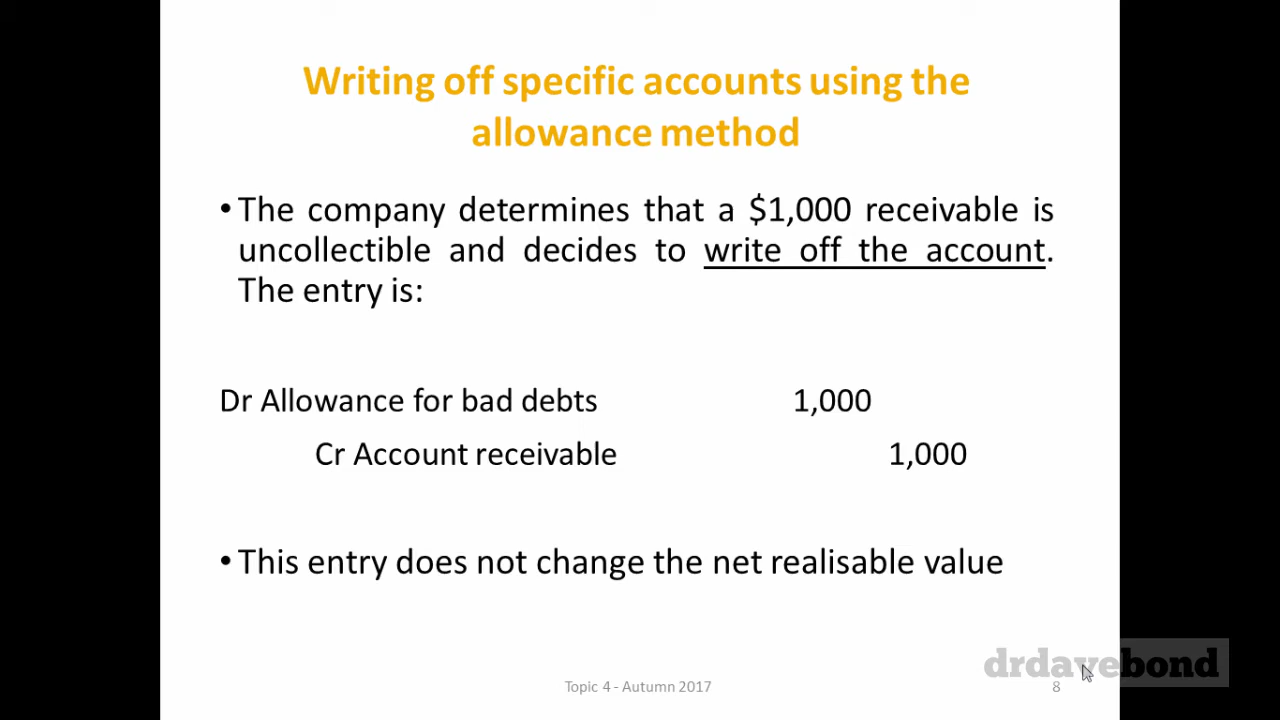 Writing off specific accounts using the
allowance method
• The company determines that a $1,000 receivable is
uncollectible and decides to write off the account.
The entry is:
Dr Allowance for bad debts 1,000
Cr Account receivable 1,000
• This entry does not change the net realisable value
drdavebond
Topic 4 - Autumn 2017 8